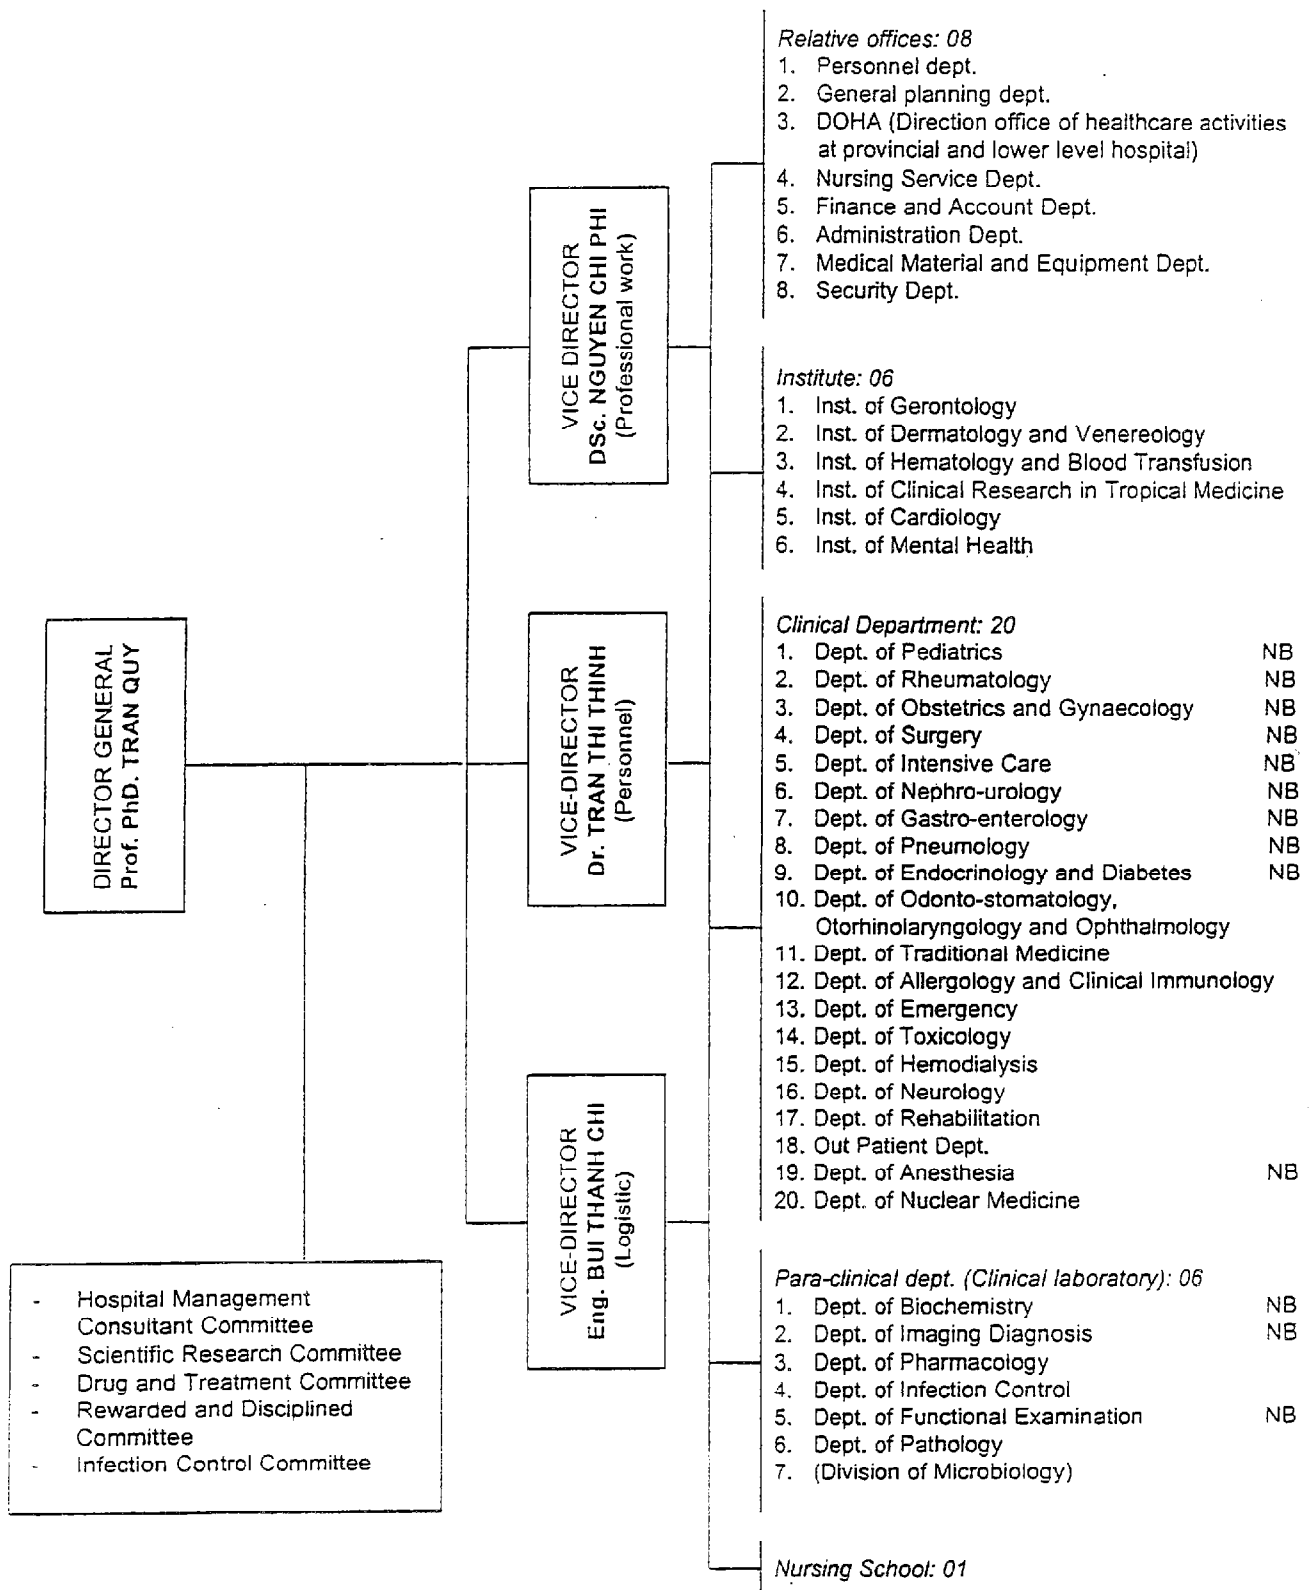 DIRECTOR GENERAL
Prof. PhD. TRAN QUY
- Hospital Management
Consultant Committee
- Scientific Research Committee
- Drug and Treatment Committee
- Rewarded and Disciplined
Committee
- Infection Control Committee
VICE DIRECTOR
DSc. NGUYEN CHI PHI
(Professional work)
VICE-DIRECTOR
Dr. TRAN THI THINH
(Personnel)
VICE-DIRECTOR
Eng. BUI THANH CHI
(Logistic)
Relative offices: 08
1. Personnel dept.
2. General planning dept.
3. DOHA (Direction office of healthcare activities
at provincial and lower level hospital)
4. Nursing Service Dept.
5. Finance and Account Dept.
6. Administration Dept.
7. Medical Material and Equipment Dept.
8. Security Dept.
Institute: 06
1. Inst. of Gerontology
2. Inst. of Dermatology and Venereology
3. Inst. of Hematology and Blood Transfusion
4. Inst. of Clinical Research in Tropical Medicine
5. Inst. of Cardiology
6. Inst. of Mental Health
Clinical Department: 20
1. Dept. of Pediatrics NB
2. Dept. of Rheumatology NB
3. Dept. of Obstetrics and Gynaecology NB
4. Dept. of Surgery NB
5. Dept. of Intensive Care NB
6. Dept. of Nephro-urology NB
7. Dept. of Gastro-enterology NB
8. Dept. of Pneumology NB
9. Dept. of Endocrinology and Diabetes NB
10. Dept. of Odonto-stomatology,
Otorhinolaryngology and Ophthalmology
11. Dept. of Traditional Medicine
12. Dept. of Allergology and Clinical Immunology
13. Dept. of Emergency
14. Dept. of Toxicology
15. Dept. of Hemodialysis
16. Dept. of Neurology
17. Dept. of Rehabilitation
18. Out Patient Dept.
19. Dept. of Anesthesia NB
20. Dept. of Nuclear Medicine
Para-clinical dept. (Clinical laboratory): 06
1. Dept. of Biochemistry NB
2. Dept. of Imaging Diagnosis NB
3. Dept. of Pharmacology
4. Dept. of Infection Control
5. Dept. of Functional Examination NB
6. Dept. of Pathology
7. (Division of Microbiology)
Nursing School: 01